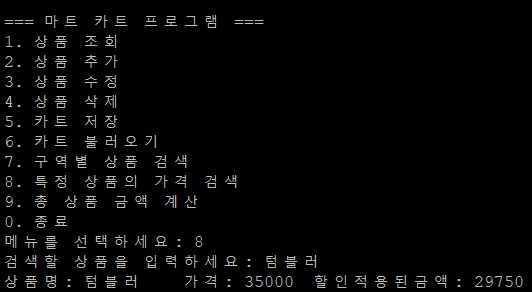 === 마트 카트 프로그램 ===
1. 상품 조회
2. 상품 추가
3. 상품 수정
4. 상품 삭제
5. 카트 저장
6. 카트 불러오기
7. 구역별 상품 검색
8. 특정 상품의 가격 검색
9. 총 상품 금액 계산
0. 종료
메뉴를 선택하세요: 8
검색할 상품을 입력하세요: 텀블러
상품명: 텀블러 가격: 35000 할인적용된금액: 29750